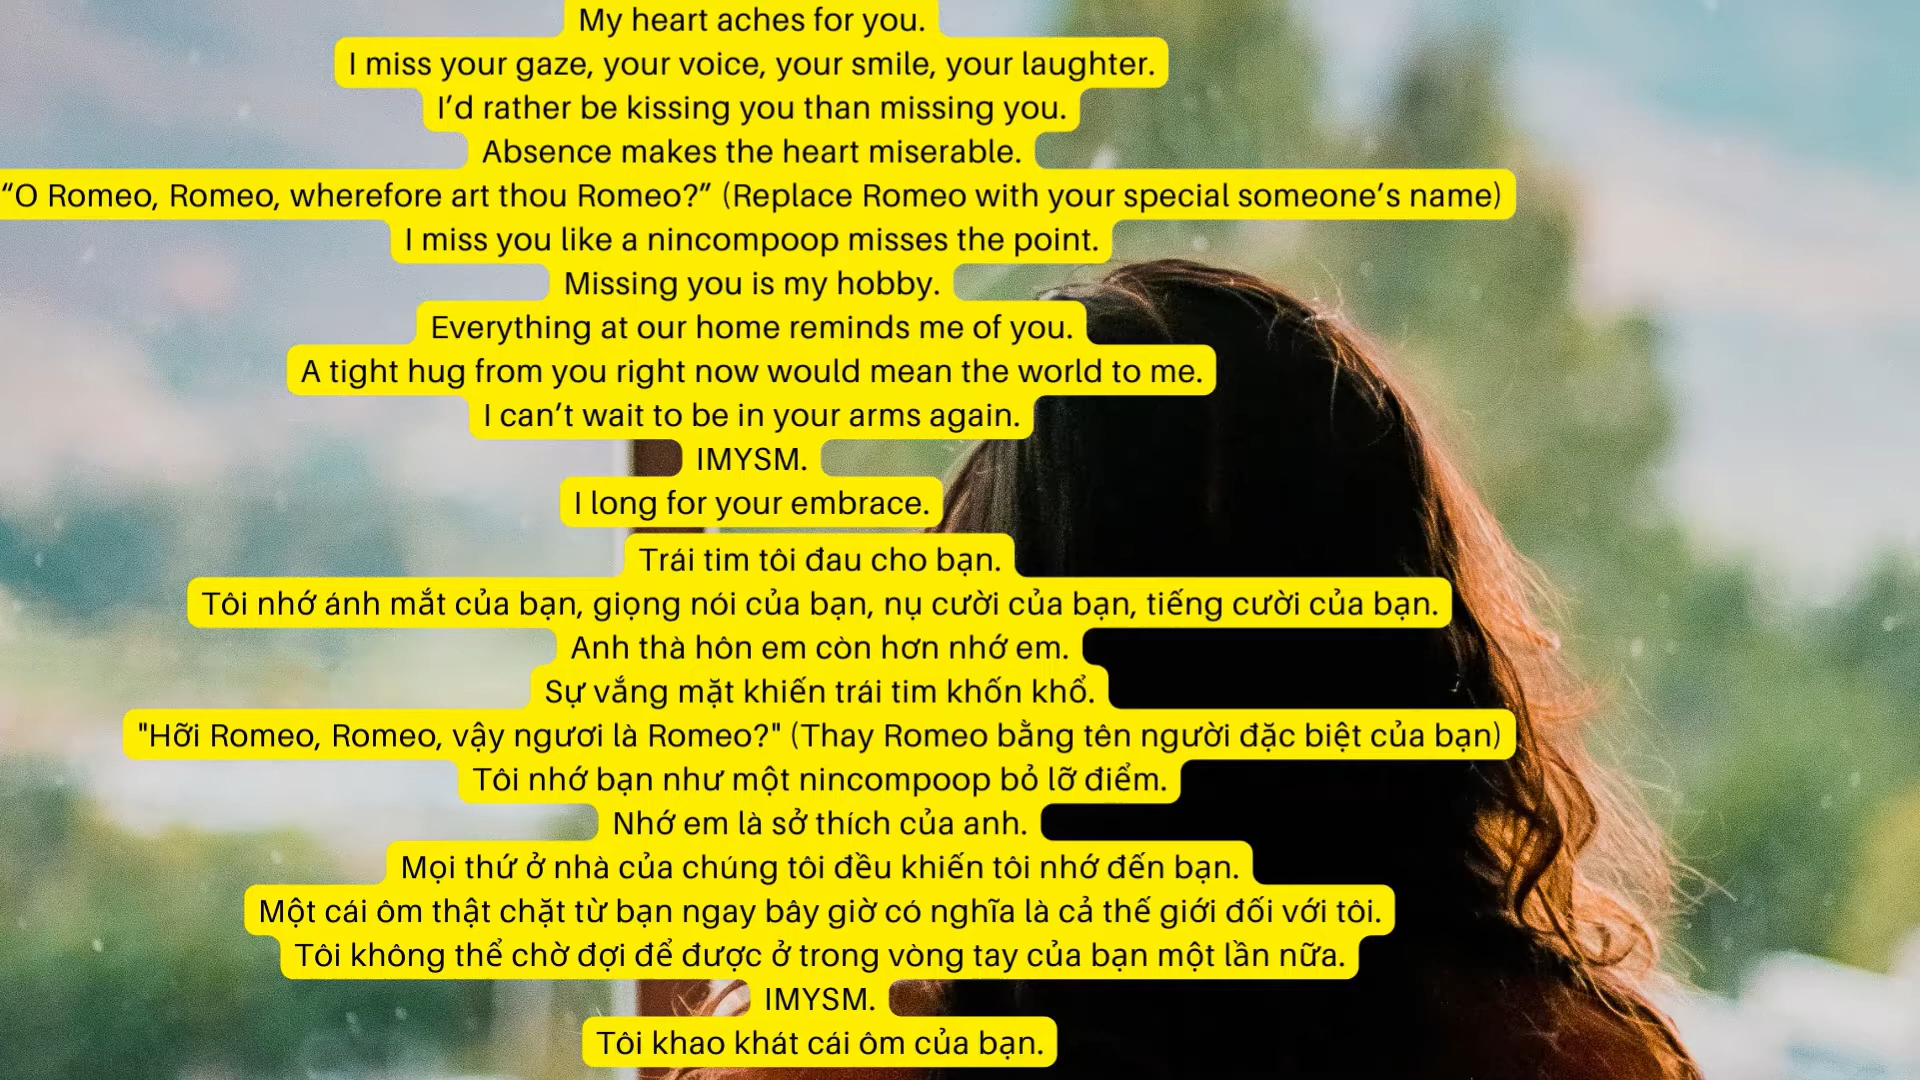 My heart aches for you.
I miss your gaze, your voice, your smile, your laughter.
I’d rather be kissing you than missing you.
Absence makes the heart miserable.
“O Romeo, Romeo, wherefore art thou Romeo?” (Replace Romeo with your special someone’s name)
I miss you like a nincompoop misses the point.
Missing you is my hobby.
Everything at our home reminds me of you.
A tight hug from you right now would mean the world to me.
I can’t wait to be in your arms again.
IMYSM.
I long for your embrace.
Trái tim tôi đau cho bạn.
Tôi nhớ ánh mắt của bạn, giọng nói của bạn, nụ cười của bạn, tiếng cười của bạn.
Anh thà hôn em còn hơn nhớ em.
Sự vắng mặt khiến trái tim khốn khổ.
"Hỡi Romeo, Romeo, vậy ngươi là Romeo?" (Thay Romeo bằng tên người đặc biệt của bạn)
Tôi nhớ bạn như một nincompoop bỏ lỡ điểm.
Nhớ em là sở thích của anh.
Mọi thứ ở nhà của chúng tôi đều khiến tôi nhớ đến bạn.
Một cái ôm thật chặt từ bạn ngay bây giờ có nghĩa là cả thế giới đối với tôi.
Tôi không thể chờ đợi để được ở trong vòng tay của bạn một lần nữa.
IMYSM.
Tôi khao khát cái ôm của bạn.